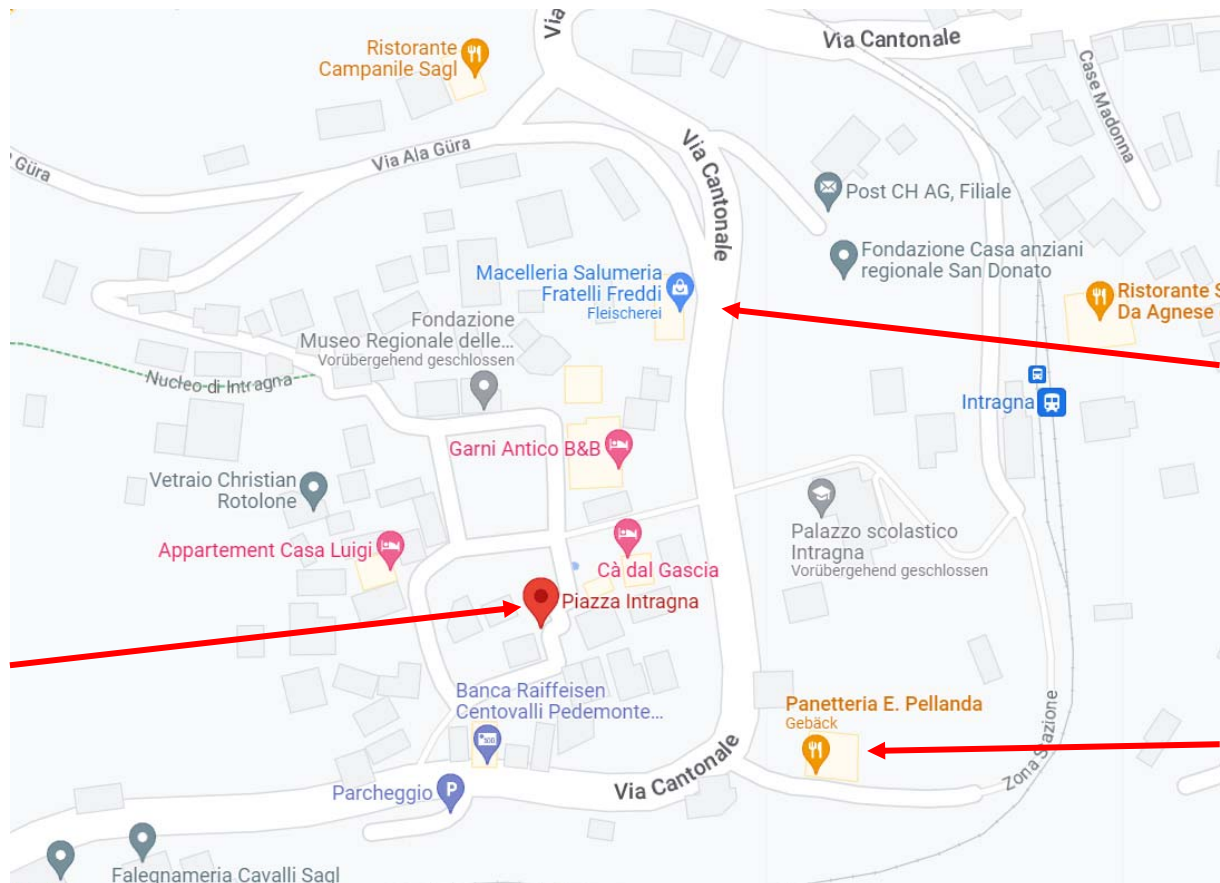 Via
Via Cantonale
Ristorante
Campanile Sagl
Case Madonna
Via Ala Güra
Güra
Via Cantonale
Post CH AG, Filiale
Fondazione Casa anziani
regionale San Donato
Macelleria Salumeria
Fratelli Freddi
Fleischerei
Ristorante S
Da Agnese
Fondazione
Museo Regionale delle...
Vorübergehend geschlossen
Nucleo di Intragna
Intragna
Garni Antico B&B
Vetraio Christian
Rotolone
Palazzo scolastico
Intragna
Vorübergehend geschlossen
Appartement Casa Luigi
Cà dal Gascia
Piazza Intragna
Banca Raiffeisen
Centovalli Pedemonte...
Panetteria E. Pellanda
Gebäck
Zona Stazione
Via Cantonale
Parcheggio
P
Falegnameria Cavalli Sagl